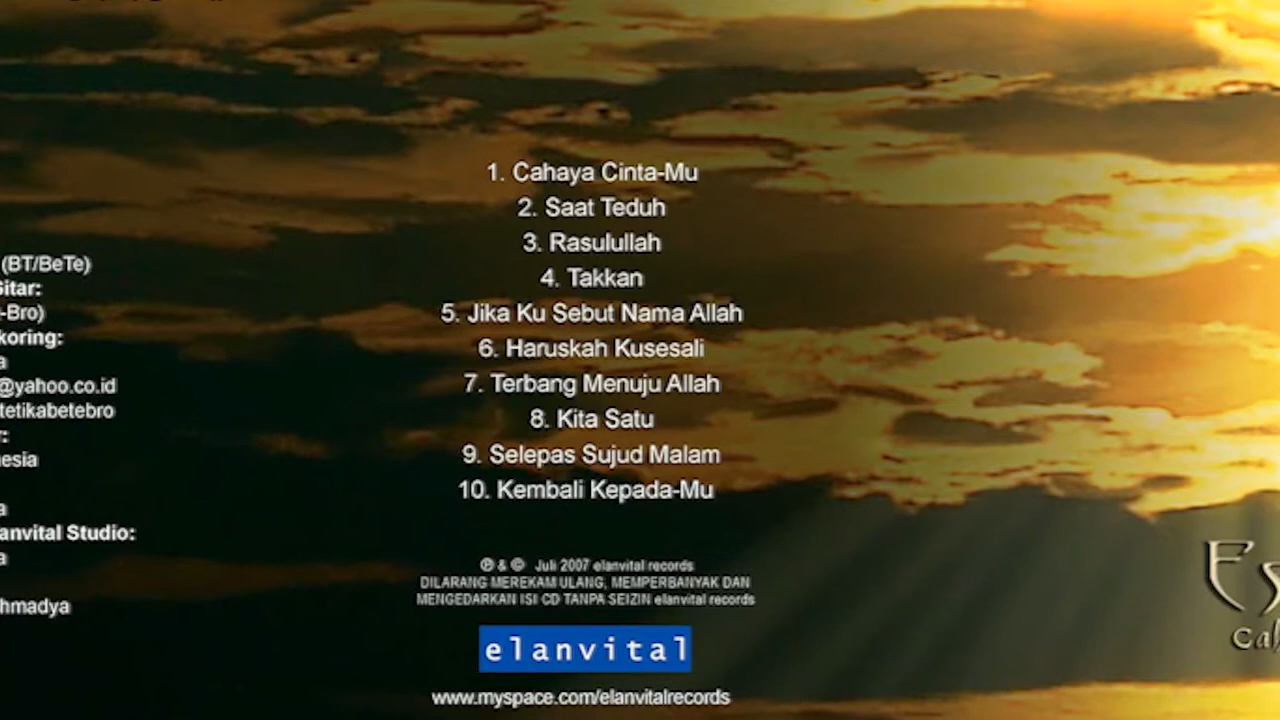 (BT/BeTe)
Gitar:
-Bro)
koring:
a
@yahoo.co.id
tetikabetebro
r:
nesia
a
anvital Studio:
a
hmadya
1. Cahaya Cinta-Mu
2. Saat Teduh
3. Rasulullah
4. Takkan
5. Jika Ku Sebut Nama Allah
6. Haruskah Kusesali
7. Terbang Menuju Allah
8. Kita Satu
9. Selepas Sujud Malam
10. Kembali Kepada-Mu
℗ & © Juli 2007 elanvital records
DILARANG MEREKAM ULANG, MEMPERBANYAK DAN
MENGEDARKAN ISI CD TANPA SEIZIN elanvital records
elanvital
www.myspace.com/elanvitalrecords
Es
Cah